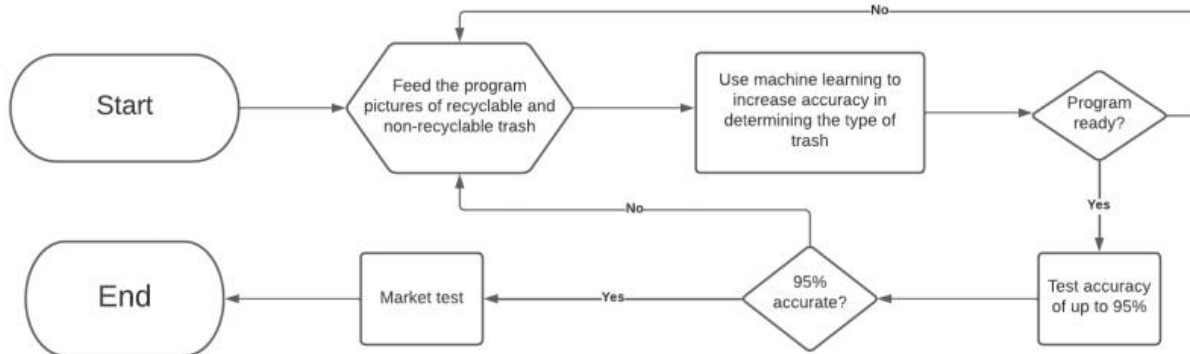 No
Start
Feed the program
pictures of recyclable and
non-recyclable trash
Use machine learning to
increase accuracy in
determining the type of
trash
Program
ready?
Yes
No
End
Market test
Yes
95%
accurate?
Test accuracy
of up to 95%